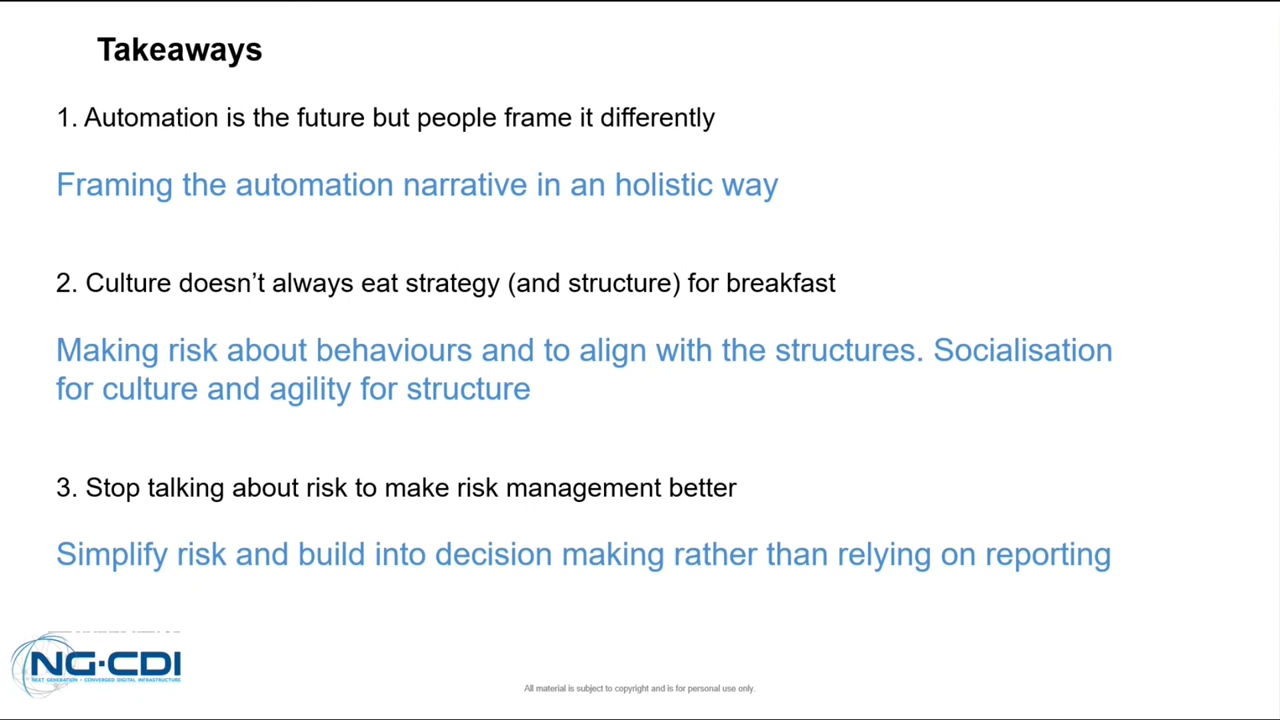 Takeaways
1. Automation is the future but people frame it differently
Framing the automation narrative in an holistic way
2. Culture doesn’t always eat strategy (and structure) for breakfast
Making risk about behaviours and to align with the structures. Socialisation
for culture and agility for structure
3. Stop talking about risk to make risk management better
Simplify risk and build into decision making rather than relying on reporting
NG·CDI
NEXT GENERATION · CONVERGED DIGITAL INFRASTRUCTURE
All material is subject to copyright and is for personal use only.